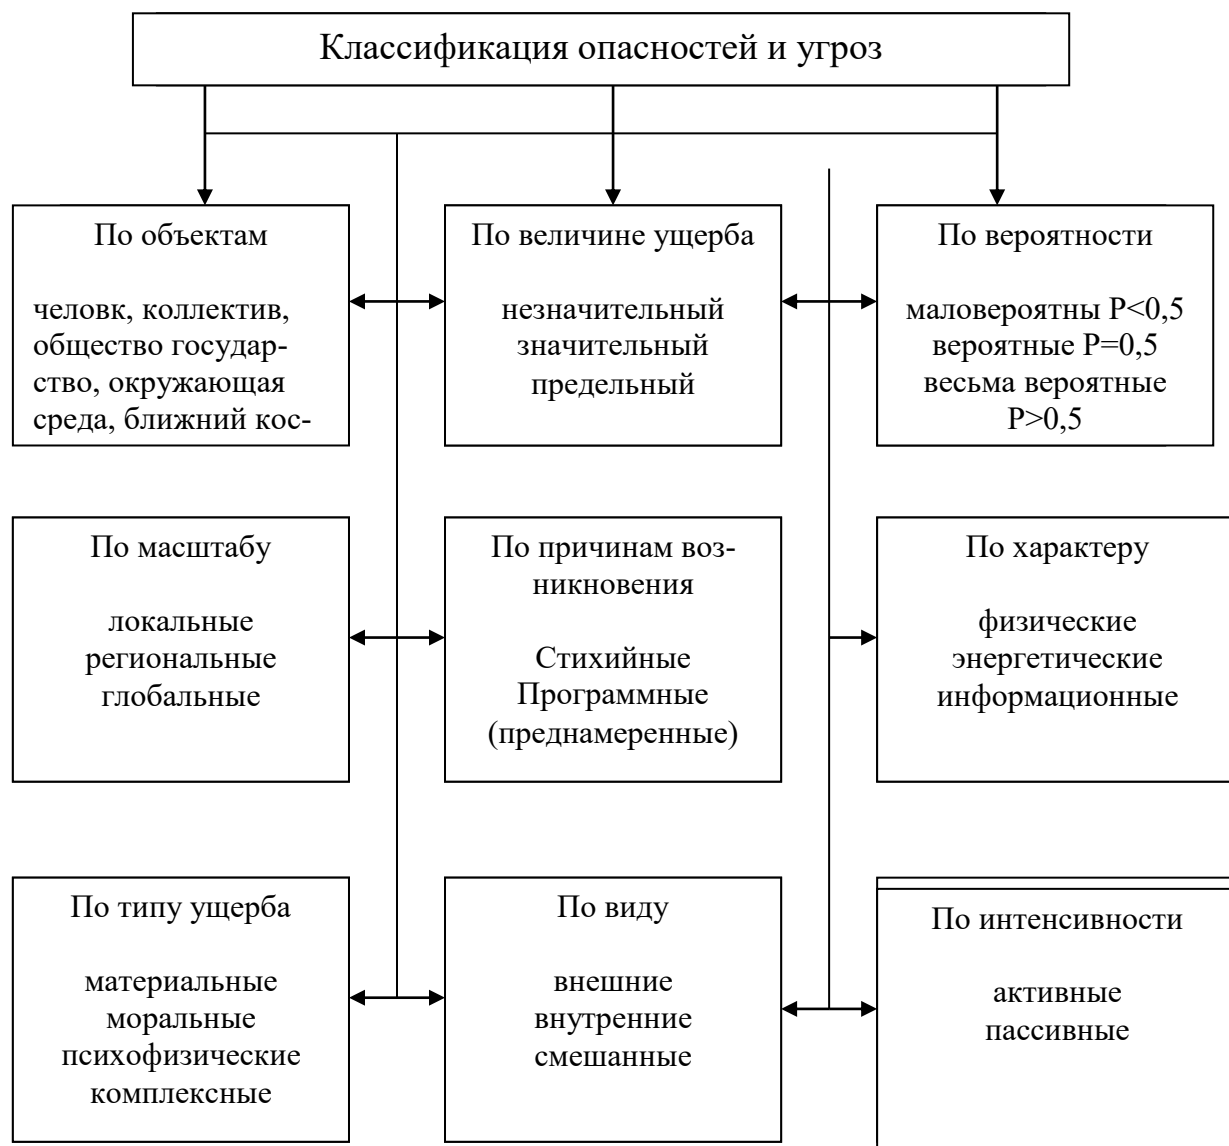 Классификация опасностей и угроз
По объектам
человк, коллектив,
общество государ-
ство, окружающая
среда, ближний кос-
По величине ущерба
незначительный
значительный
предельный
По вероятности
маловероятны P<0,5
вероятные P=0,5
весьма вероятные
P>0,5
По масштабу
локальные
региональные
глобальные
По причинам воз-
никновения
Стихийные
Программные
(преднамеренные)
По характеру
физические
энергетические
информационные
По типу ущерба
материальные
моральные
психофизические
комплексные
По виду
внешние
внутренние
смешанные
По интенсивности
активные
пассивные